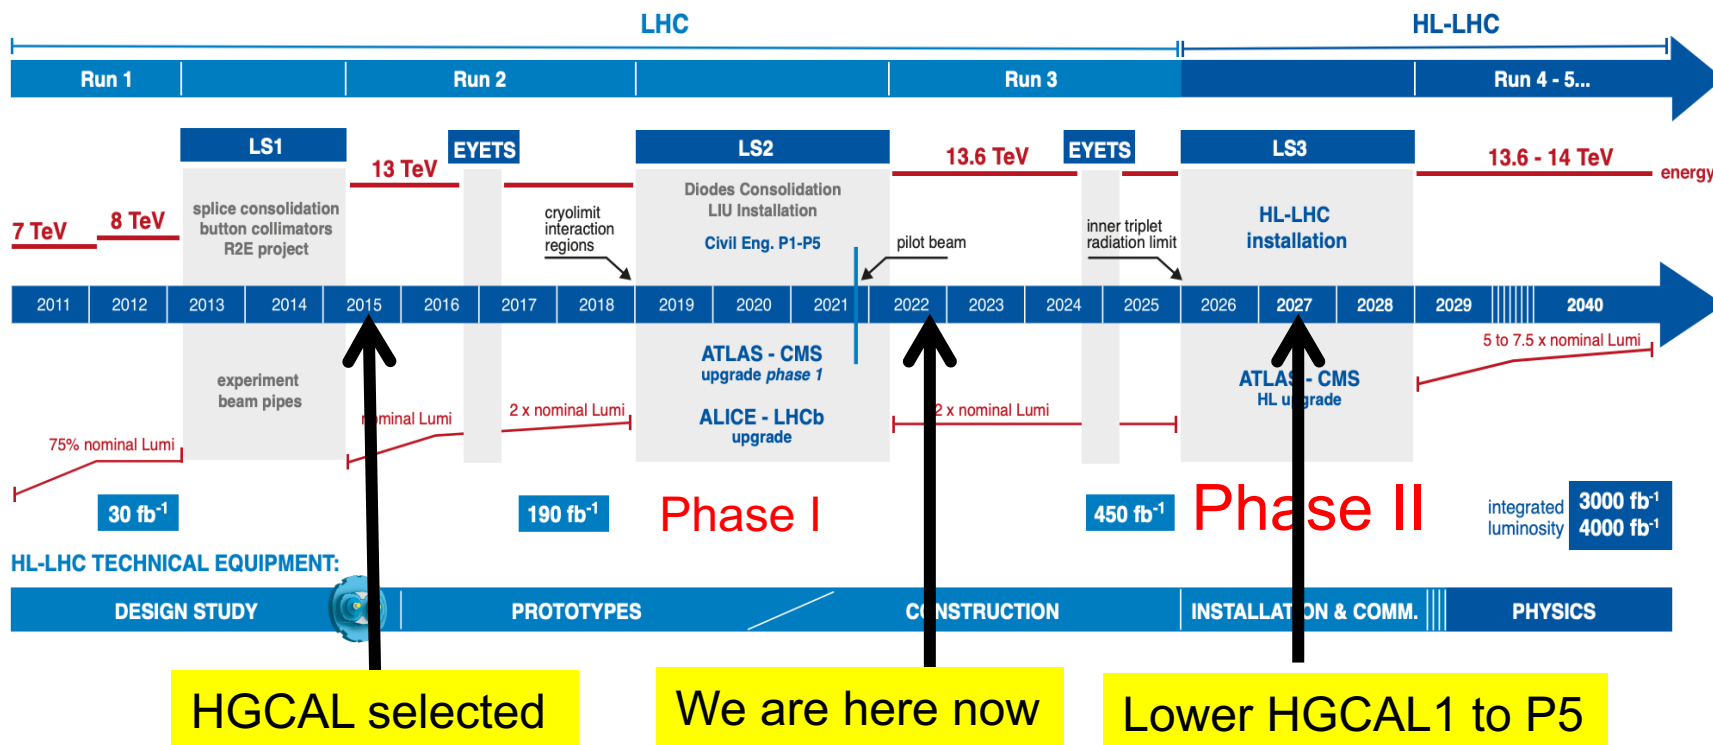 LHC
HL-LHC
Run 1
Run 2
Run 3
Run 4 - 5...
LS1
EYETS
LS2
EYETS
LS3
13 TeV
13.6 TeV
13.6 - 14 TeV
energy
7 TeV
8 TeV
splice consolidation
button collimators
R2E project
cryolimit
interaction
regions
Diodes Consolidation
LIU Installation
Civil Eng. P1-P5
pilot beam
inner triplet
radiation limit
HL-LHC
installation
2011
2012
2013
2014
2015
2016
2017
2018
2019
2020
2021
2022
2023
2024
2025
2026
2027
2028
2029
2040
experiment
beam pipes
ATLAS - CMS
upgrade phase 1
ALICE - LHCb
upgrade
ATLAS - CMS
HL upgrade
5 to 7.5 x nominal Lumi
75% nominal Lumi
nominal Lumi
2 x nominal Lumi
2 x nominal Lumi
30 fb-1
190 fb-1
Phase I
450 fb-1
Phase II
integrated
luminosity
3000 fb-1
4000 fb-1
HL-LHC TECHNICAL EQUIPMENT:
DESIGN STUDY
PROTOTYPES
CONSTRUCTION
INSTALLATION & COMM.
PHYSICS
HGCAL selected
We are here now
Lower HGCAL1 to P5